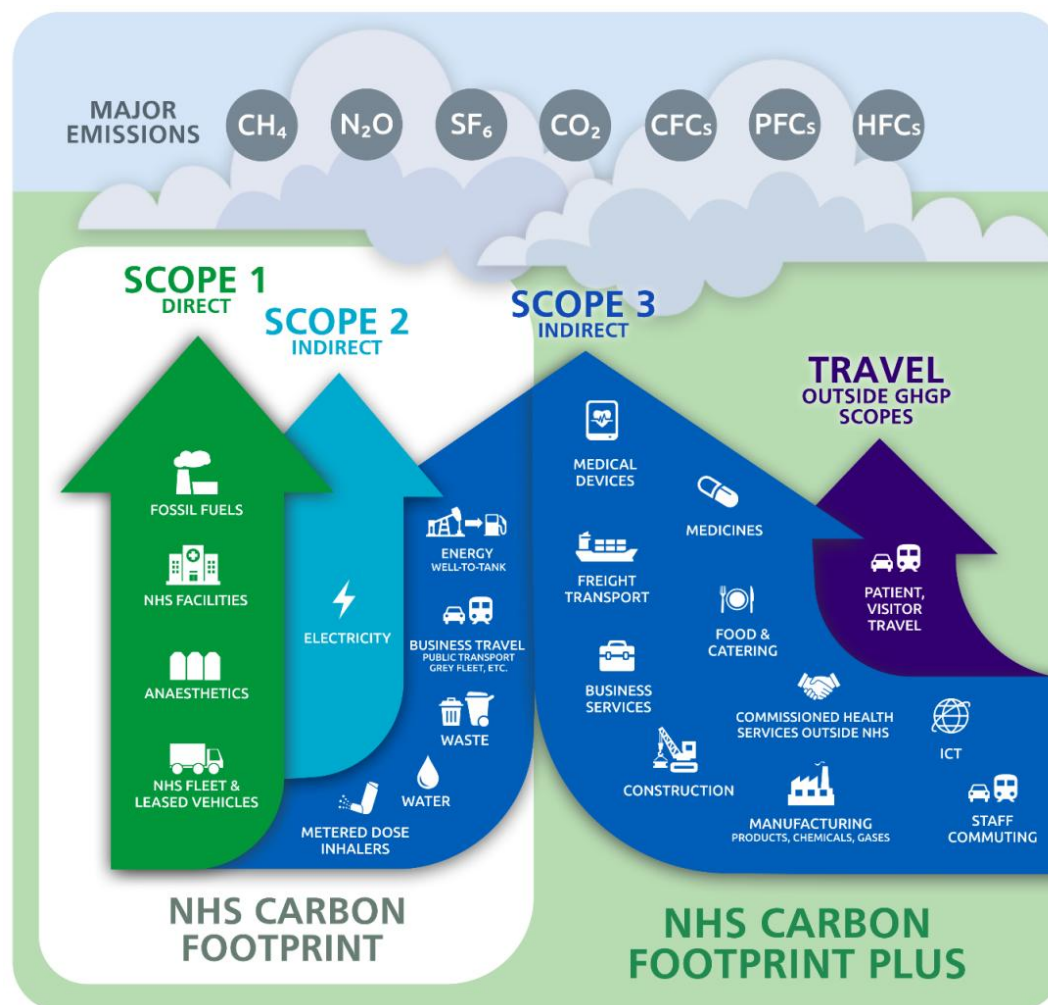 MAJOR
EMISSIONS
CH₄
N₂O
SF₆
CO₂
CFCs
PFCs
HFCs
SCOPE 1
DIRECT
FOSSIL FUELS
NHS FACILITIES
ANAESTHETICS
NHS FLEET &
LEASED VEHICLES
SCOPE 2
INDIRECT
ELECTRICITY
SCOPE 3
INDIRECT
ENERGY
WELL-TO-TANK
BUSINESS TRAVEL
PUBLIC TRANSPORT
GREY FLEET, ETC.
WASTE
WATER
METERED DOSE
INHALERS
MEDICAL
DEVICES
MEDICINES
FREIGHT
TRANSPORT
FOOD &
CATERING
BUSINESS
SERVICES
COMMISSIONED HEALTH
SERVICES OUTSIDE NHS
ICT
CONSTRUCTION
MANUFACTURING
PRODUCTS, CHEMICALS, GASES
STAFF
COMMUTING
TRAVEL
OUTSIDE GHGP
SCOPES
PATIENT,
VISITOR
TRAVEL
NHS CARBON
FOOTPRINT
NHS CARBON
FOOTPRINT PLUS